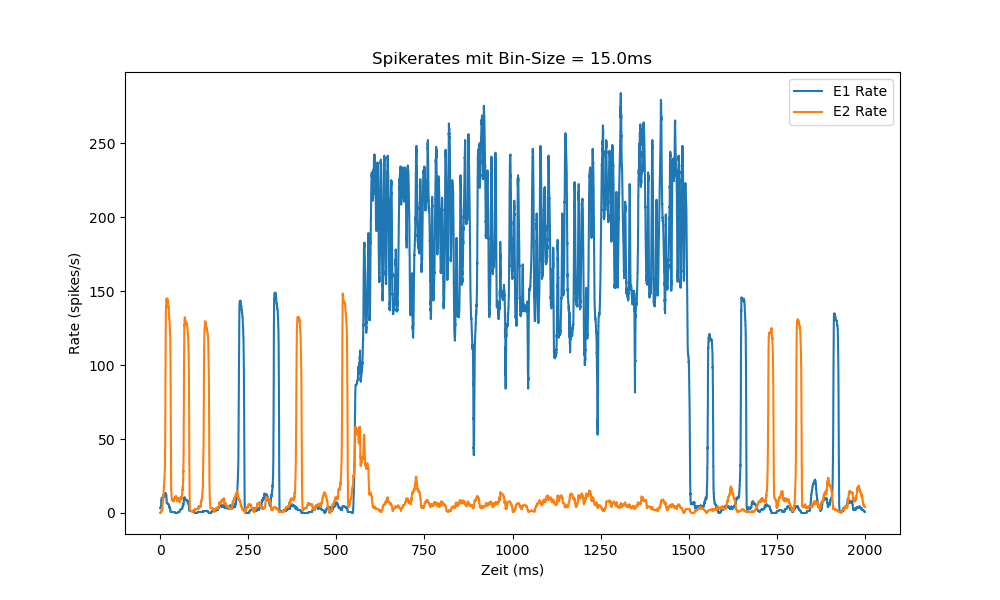 Spikerates mit Bin-Size = 15.0ms
E1 Rate
E2 Rate
250
200
150
100
50
0
Rate (spikes/s)
0 250 500 750 1000 1250 1500 1750 2000
Zeit (ms)